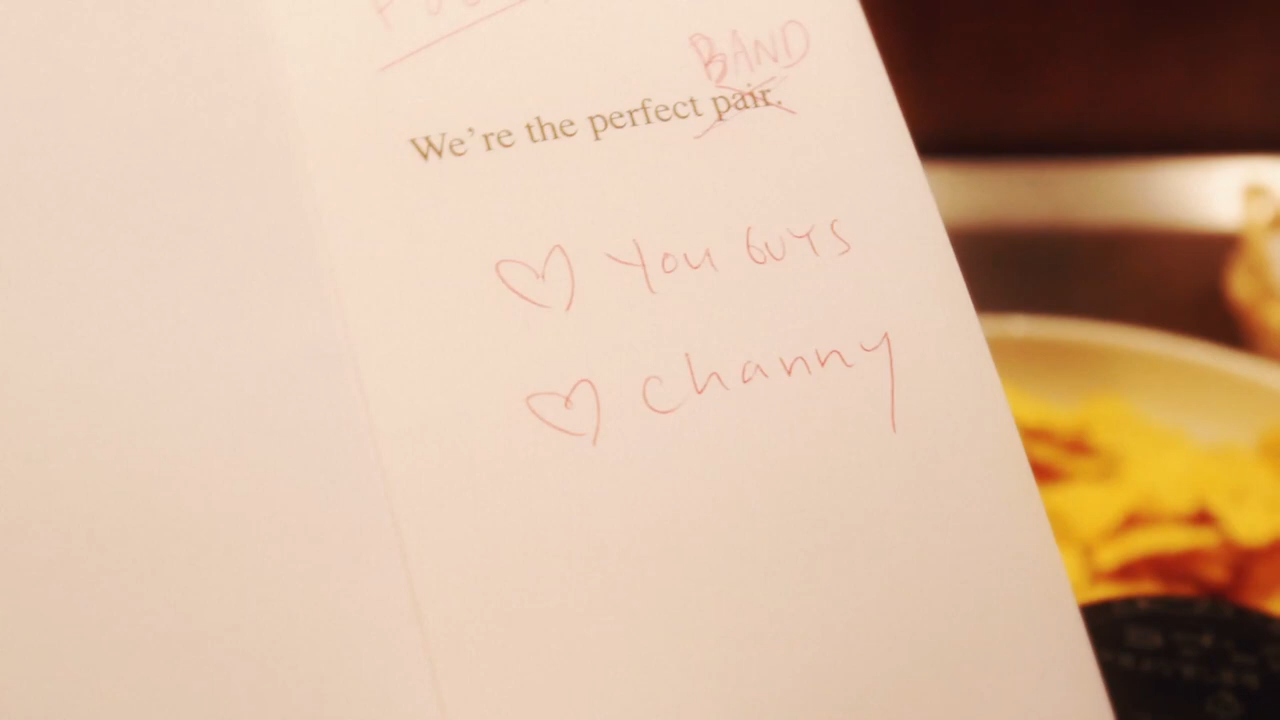 BAND
We're the perfect pair.
♡ You GUYS
♡ Channy